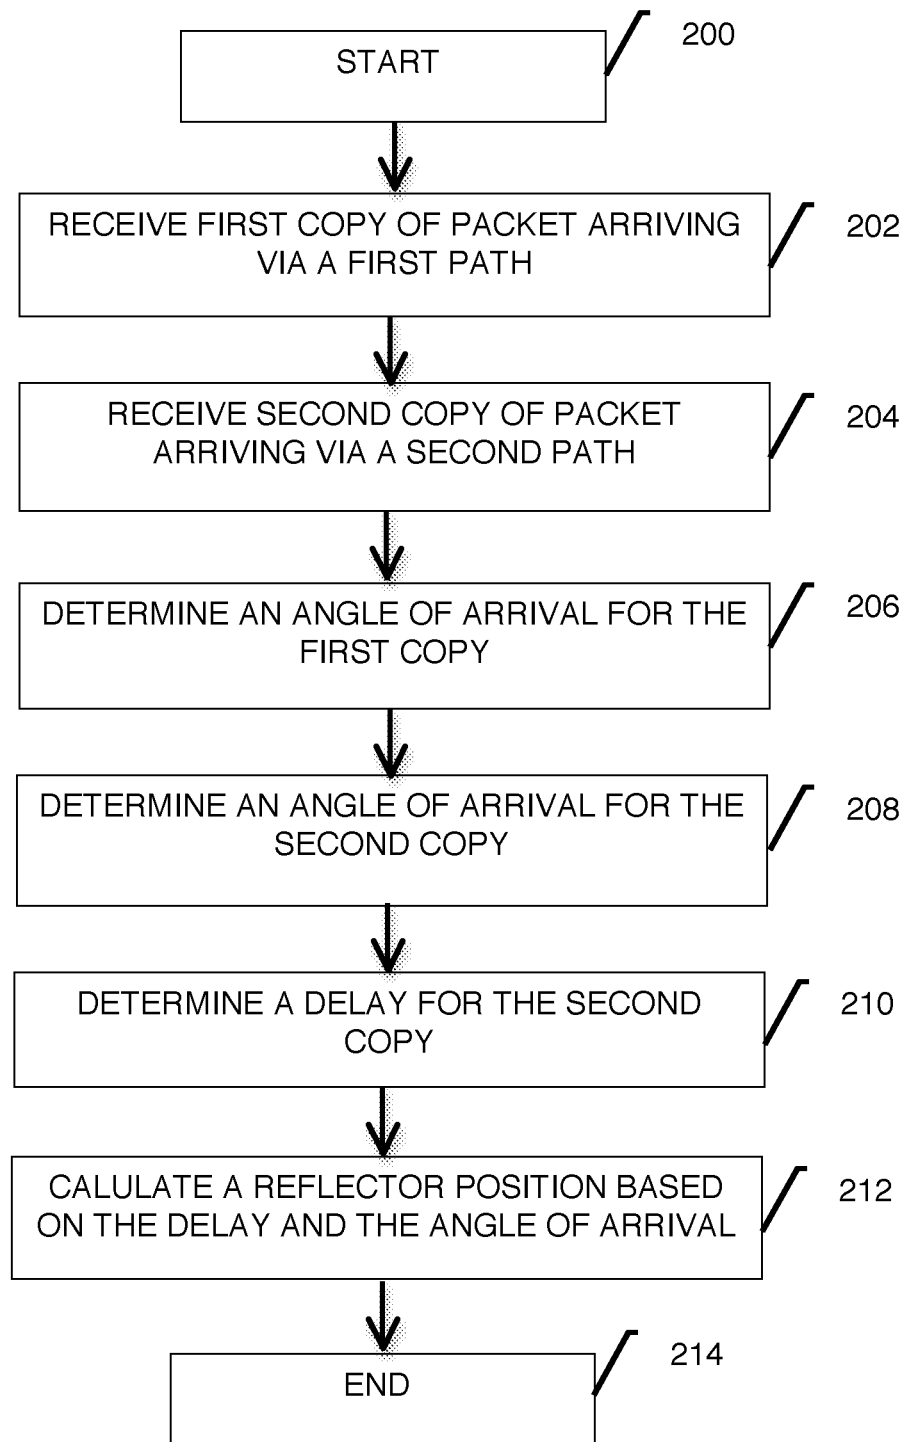 START
200
RECEIVE FIRST COPY OF PACKET ARRIVING
VIA A FIRST PATH
202
RECEIVE SECOND COPY OF PACKET
ARRIVING VIA A SECOND PATH
204
DETERMINE AN ANGLE OF ARRIVAL FOR THE
FIRST COPY
206
DETERMINE AN ANGLE OF ARRIVAL FOR THE
SECOND COPY
208
DETERMINE A DELAY FOR THE SECOND
COPY
210
CALULATE A REFLECTOR POSITION BASED
ON THE DELAY AND THE ANGLE OF ARRIVAL
212
END
214